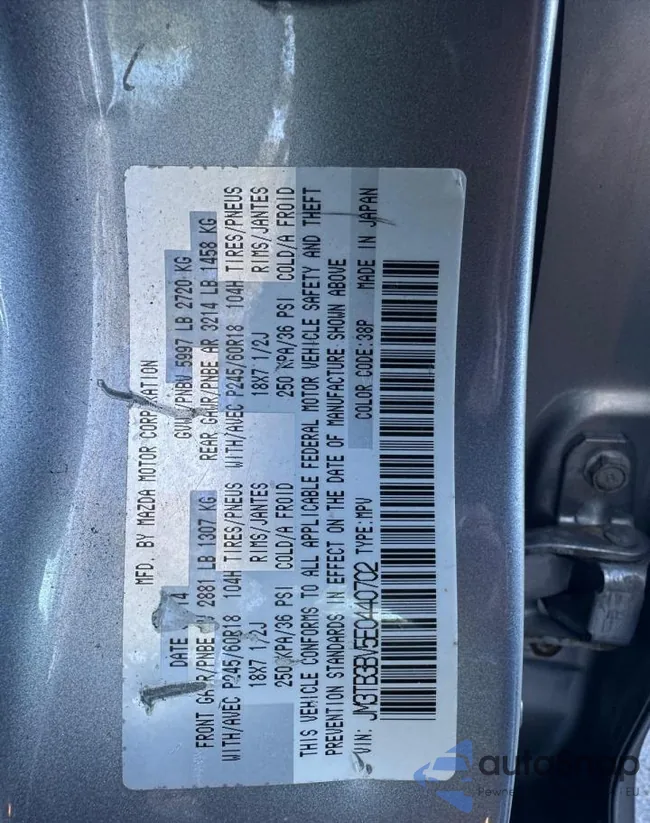 MFD. BY MAZDA MOTOR CORPORATION
DATE 14
GVWR/PNBV 5997 LB 2720 KG
FRONT GAWR/PNBE AV 2881 LB 1307 KG
REAR GAWR/PNBE AR 3214 LB 1458 KG
WITH/AVEC P245/60R18 104H TIRES/PNEUS
WITH/AVEC P245/60R18 104H TIRES/PNEUS
18X7 1/2J RIMS/JANTES
18X7 1/2J RIMS/JANTES
250 KPA/36 PSI COLD/A FROID
250 KPA/36 PSI COLD/A FROID
THIS VEHICLE CONFORMS TO ALL APPLICABLE FEDERAL MOTOR VEHICLE SAFETY AND THEFT
PREVENTION STANDARDS IN EFFECT ON THE DATE OF MANUFACTURE SHOWN ABOVE
VIN: JM3TB3BV5E0440702 TYPE:MPV COLOR CODE:38P MADE IN JAPAN
EU